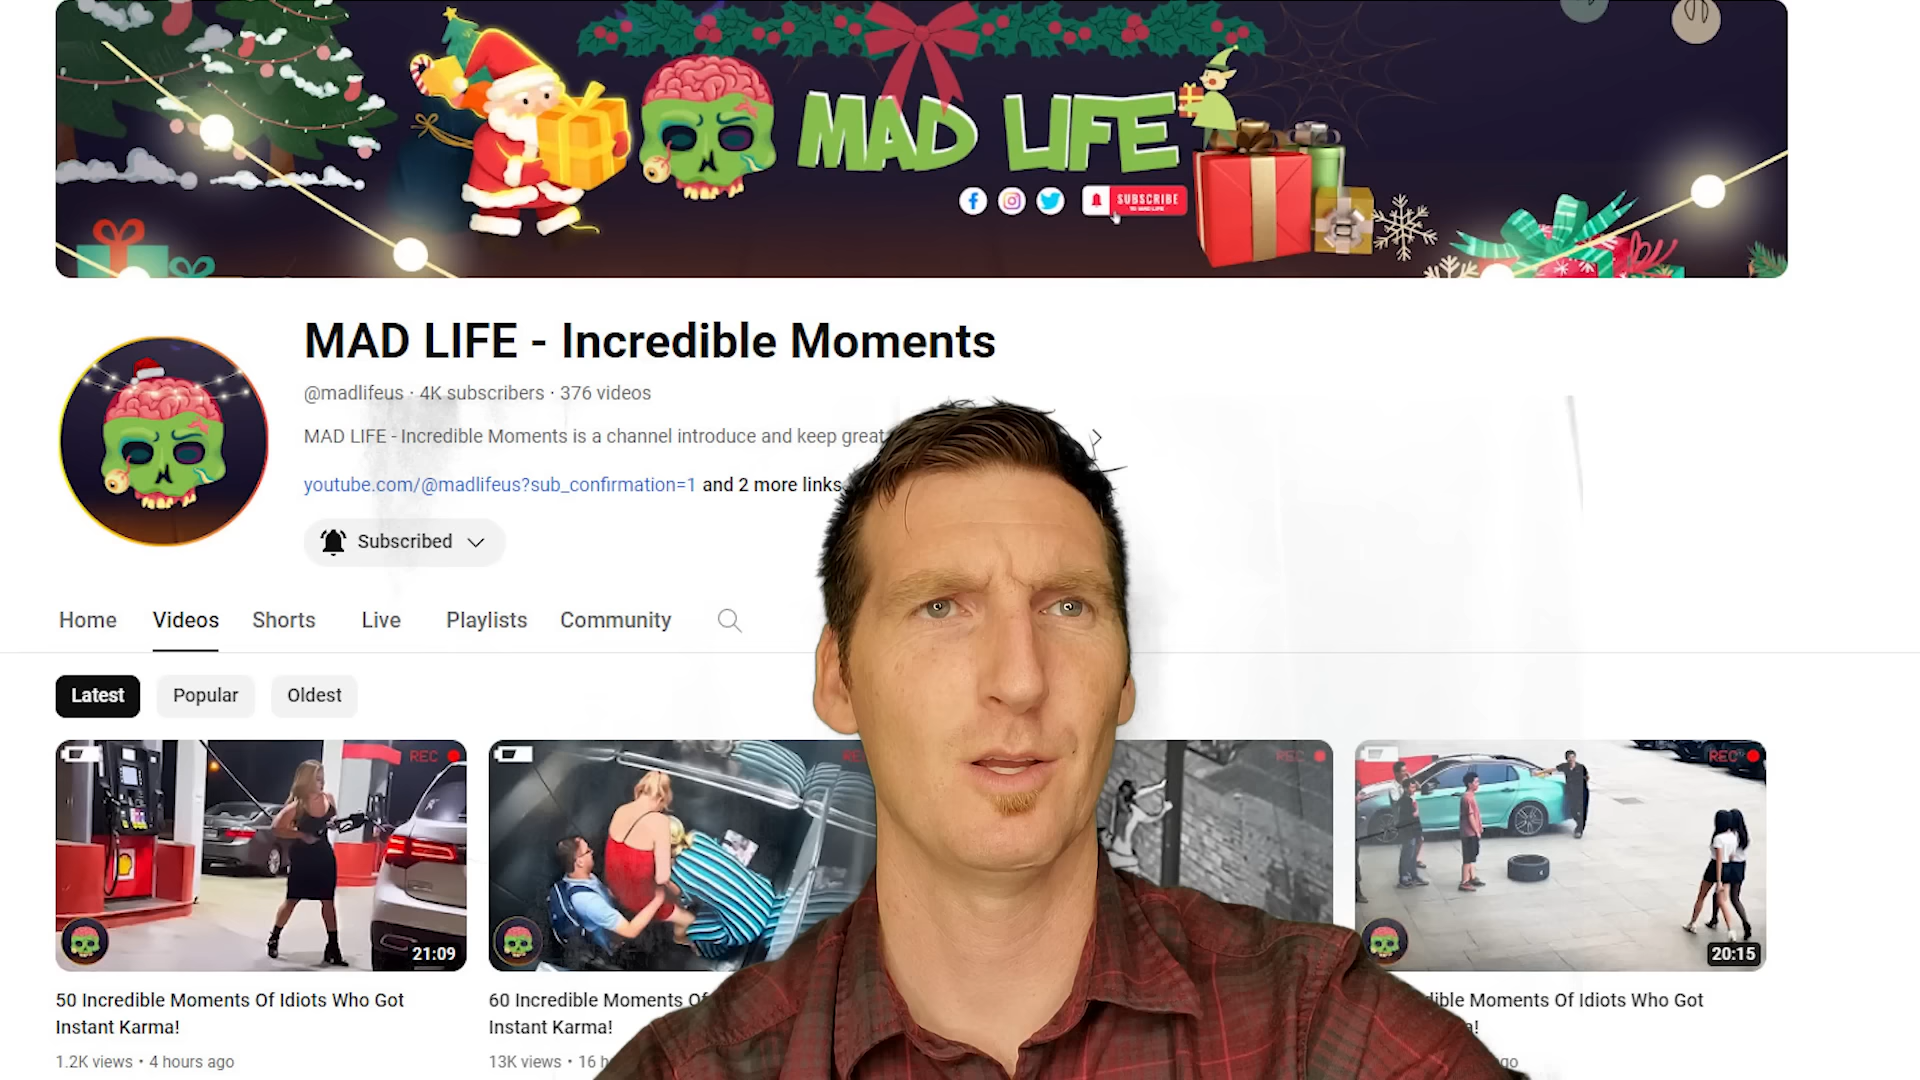 MAD LIFE
SUBSCRIBE
MAD LIFE - Incredible Moments
@madlifeus · 4K subscribers · 376 videos
MAD LIFE - Incredible Moments is a channel introduce and keep great
youtube.com/@madlifeus?sub_confirmation=1 and 2 more links
Subscribed
Home Videos Shorts Live Playlists Community
Latest Popular Oldest
REC
REC
REC
REC
21:09
20:15
50 Incredible Moments Of Idiots Who Got
Instant Karma!
1.2K views • 4 hours ago
60 Incredible Moments Of
Instant Karma!
13K views • 16 h
dible Moments Of Idiots Who Got
a!
go